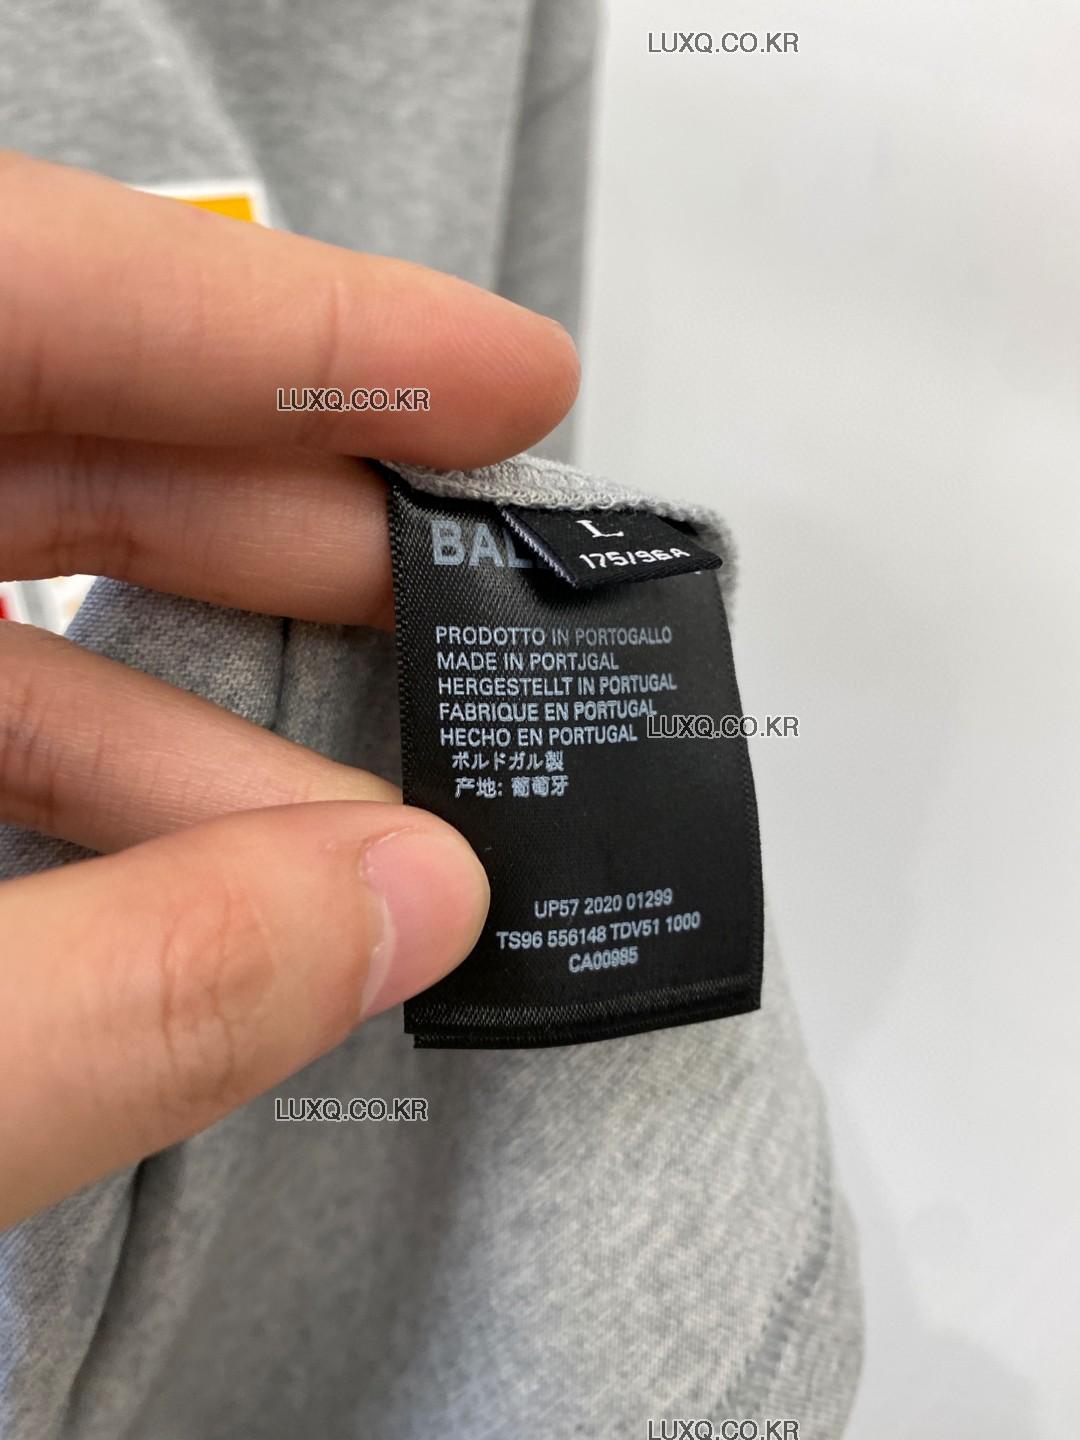 LUXQ.CO.KR
LUXQ.CO.KR
L
175/96A
BAL
PRODOTTO IN PORTOGALLO
MADE IN PORTJGAL
HERGESTELLT IN PORTUGAL
FABRIQUE EN PORTUGAL
LUXQ.CO.KR
HECHO EN PORTUGAL
ボルドガル製
产地: 葡萄牙
UP57 2020 01299
TS96 556148 TDV51 1000
CA00985
LUXQ.CO.KR
LUXQ.CO.KR